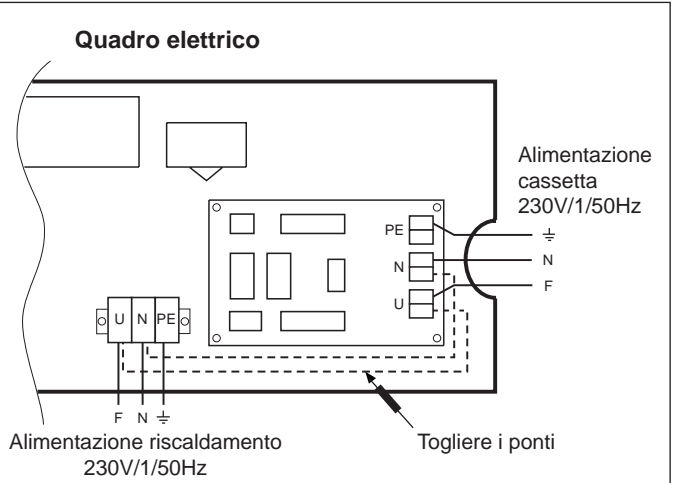 Quadro elettrico
Alimentazione
cassetta
230V/1/50Hz
PE
N
N
F
U
U N PE
F N
Alimentazione riscaldamento
230V/1/50Hz
Togliere i ponti